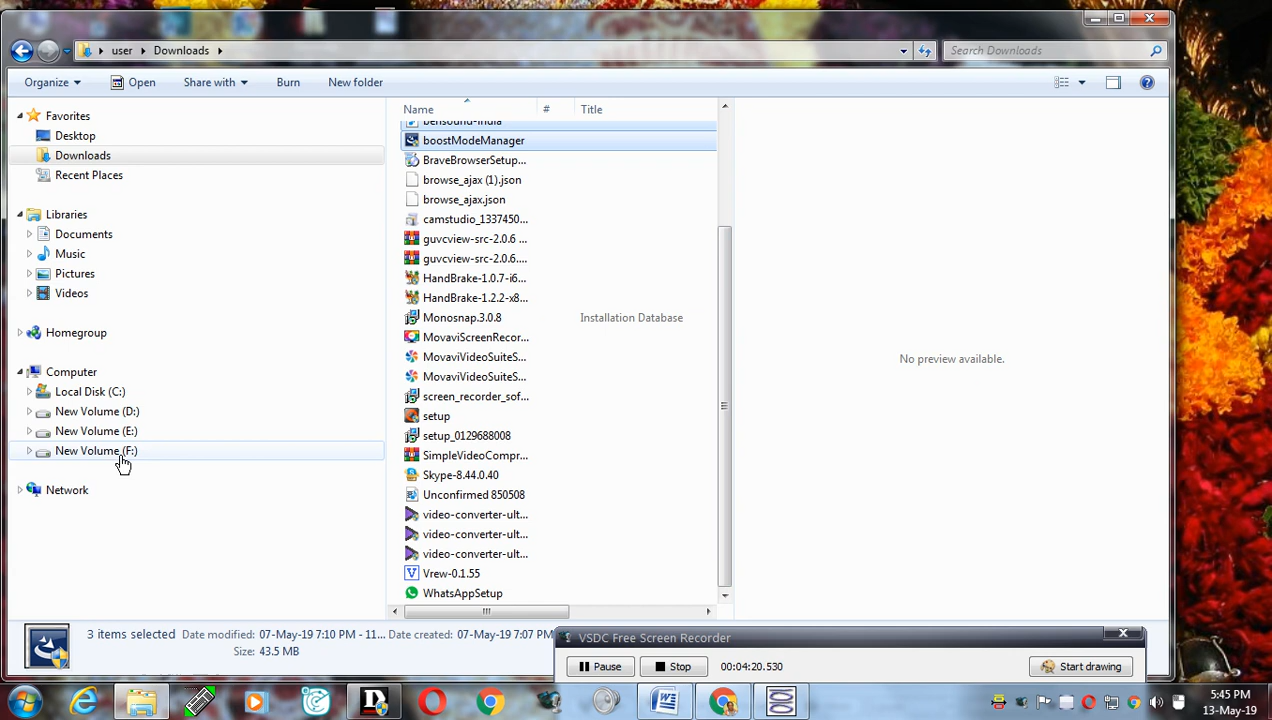 user Downloads
Search Downloads
Organize Open Share with Burn New folder
Favorites
Desktop
Downloads
Recent Places
Libraries
Documents
Music
Pictures
Videos
Homegroup
Computer
Local Disk (C:)
New Volume (D:)
New Volume (E:)
New Volume (F:)
Network
Name # Title
bensound-india
boostModeManager
BraveBrowserSetup...
browse_ajax (1).json
browse_ajax.json
camstudio_1337450...
guvcview-src-2.0.6 ...
guvcview-src-2.0.6....
HandBrake-1.0.7-i6...
HandBrake-1.2.2-x8...
Monosnap.3.0.8 Installation Database
MovaviScreenRecor...
MovaviVideoSuiteS...
MovaviVideoSuiteS...
screen_recorder_sof...
setup
setup_0129688008
SimpleVideoCompr...
Skype-8.44.0.40
Unconfirmed 850508
video-converter-ult...
video-converter-ult...
video-converter-ult...
Vrew-0.1.55
WhatsAppSetup
No preview available.
3 items selected Date modified: 07-May-19 7:10 PM - 11... Date created: 07-May-19 7:07 PM
Size: 43.5 MB
VSDC Free Screen Recorder
Pause Stop 00:04:20.530 Start drawing
5:45 PM
13-May-19